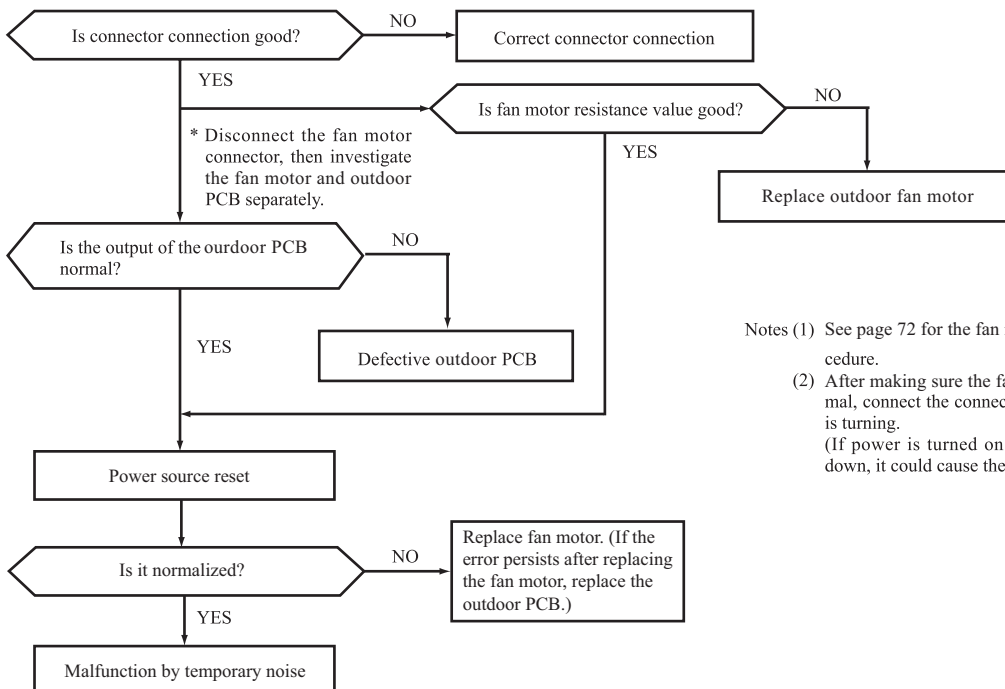 Is connector connection good?
NO
Correct connector connection
YES
Is fan motor resistance value good?
NO
* Disconnect the fan motor
connector, then investigate
the fan motor and outdoor
PCB separately.
YES
Replace outdoor fan motor
Is the output of the ourdoor PCB
normal?
NO
YES
Defective outdoor PCB
Notes (1) See page 72 for the fan
cedure.
(2) After making sure the fa
mal, connect the connec
is turning.
(If power is turned on
down, it could cause the
Power source reset
Is it normalized?
NO
Replace fan motor. (If the
error persists after replacing
the fan motor, replace the
outdoor PCB.)
YES
Malfunction by temporary noise